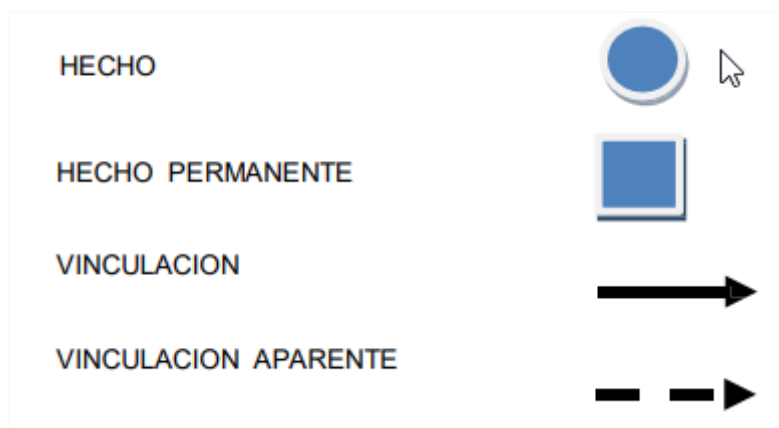 HECHO
HECHO PERMANENTE
VINCULACION
VINCULACION APARENTE